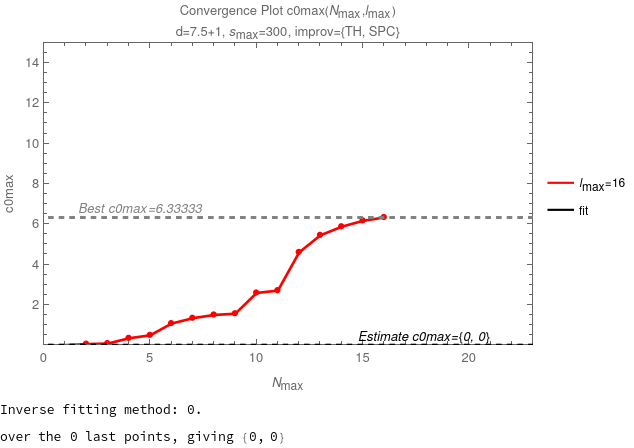 Convergence Plot c0max(Nmax,lmax)
d=7.5+1, smax=300, improv={TH, SPC}
14
12
10
8
6
4
2
c0max
Best c0max=6.33333
Estimate c0max={0, 0}
lmax=16
fit
0
5
10
15
20
Nmax
Inverse fitting method: 0.
over the 0 last points, giving {0, 0}